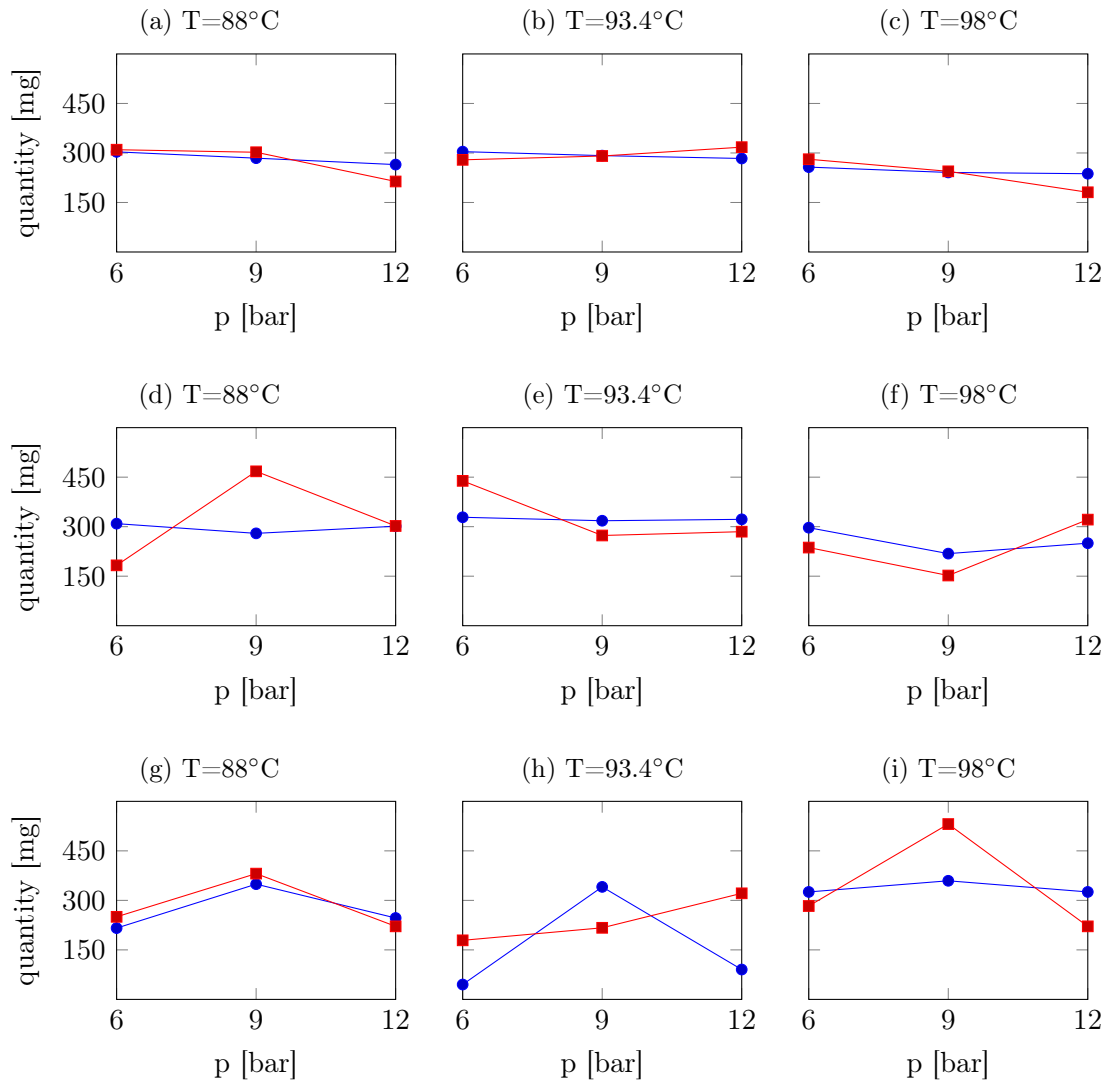 (a) T=88°C
(b) T=93.4°C
(c) T=98°C
quantity [mg]
450
300
150
6 9 12
6 9 12
6 9 12
p [bar]
p [bar]
p [bar]
(d) T=88°C
(e) T=93.4°C
(f) T=98°C
quantity [mg]
450
300
150
6 9 12
6 9 12
6 9 12
p [bar]
p [bar]
p [bar]
(g) T=88°C
(h) T=93.4°C
(i) T=98°C
quantity [mg]
450
300
150
6 9 12
6 9 12
6 9 12
p [bar]
p [bar]
p [bar]